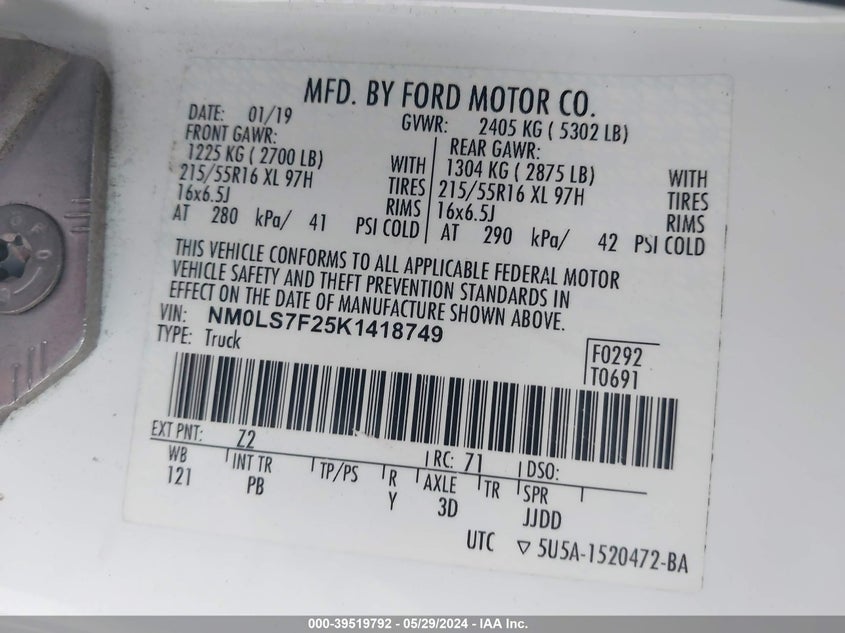 MFD. BY FORD MOTOR CO.
DATE: 01/19 GVWR: 2405 KG ( 5302 LB)
FRONT GAWR: REAR GAWR:
1225 KG ( 2700 LB) WITH 1304 KG ( 2875 LB) WITH
215/55R16 XL 97H TIRES 215/55R16 XL 97H TIRES
16x6.5J RIMS 16x6.5J RIMS
AT 280 kPa/ 41 PSI COLD AT 290 kPa/ 42 PSI COLD
THIS VEHICLE CONFORMS TO ALL APPLICABLE FEDERAL MOTOR
VEHICLE SAFETY AND THEFT PREVENTION STANDARDS IN
EFFECT ON THE DATE OF MANUFACTURE SHOWN ABOVE.
VIN: NM0LS7F25K1418749
TYPE: Truck
F0292
T0691
EXT PNT: Z2 RC: 71 DSO:
WB INT TR TP/PS R AXLE TR SPR
121 PB Y 3D JJDD
UTC ▽ 5U5A-1520472-BA
000-39519792 - 05/29/2024 - IAA Inc.